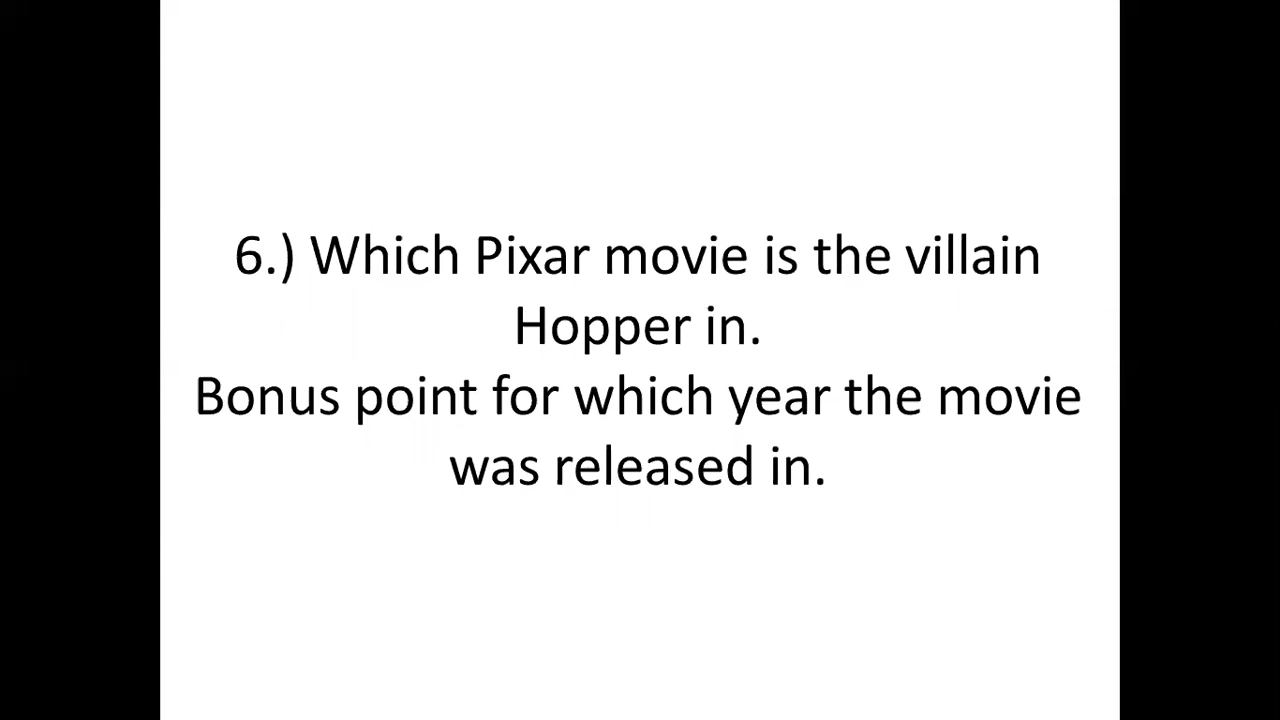 6.) Which Pixar movie is the villain
Hopper in.
Bonus point for which year the movie
was released in.